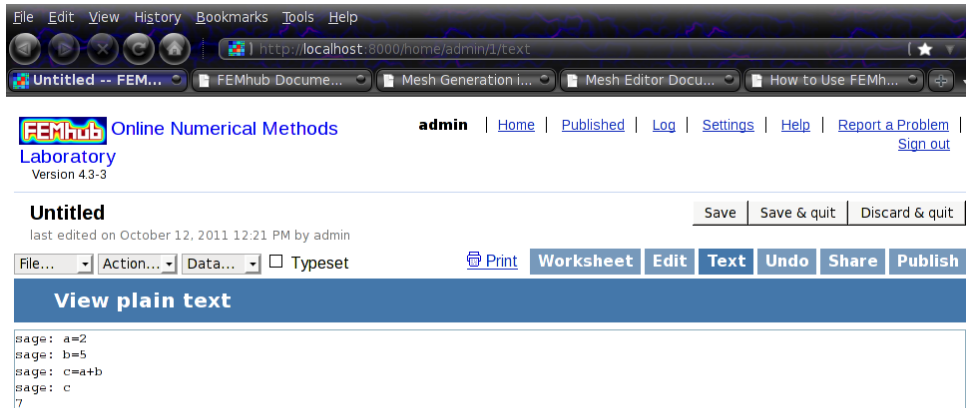 File Edit View History Bookmarks Tools Help
http://localhost:8000/home/admin/1/text
Untitled -- FEM... FEMhub Docume... Mesh Generation i... Mesh Editor Docu... How to Use FEMh...
FEMhub Online Numerical Methods Laboratory
Version 4.3-3
admin | Home | Published | Log | Settings | Help | Report a Problem |
Sign out
Untitled
Save Save & quit Discard & quit
last edited on October 12, 2011 12:21 PM by admin
File... Action... Data... Typeset Print Worksheet Edit Text Undo Share Publish
View plain text
sage: a=2
sage: b=5
sage: c=a+b
sage: c
7